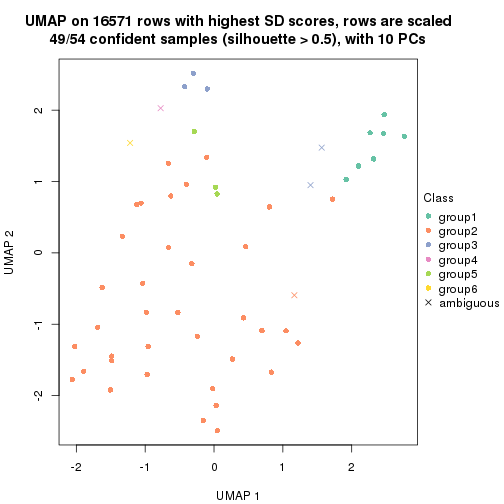 UMAP on 16571 rows with highest SD scores, rows are scaled
49/54 confident samples (silhouette > 0.5), with 10 PCs
2
1
0
-1
-2
UMAP 2
-2
-1
0
1
2
UMAP 1
Class
group1
group2
group3
group4
group5
group6
ambiguous